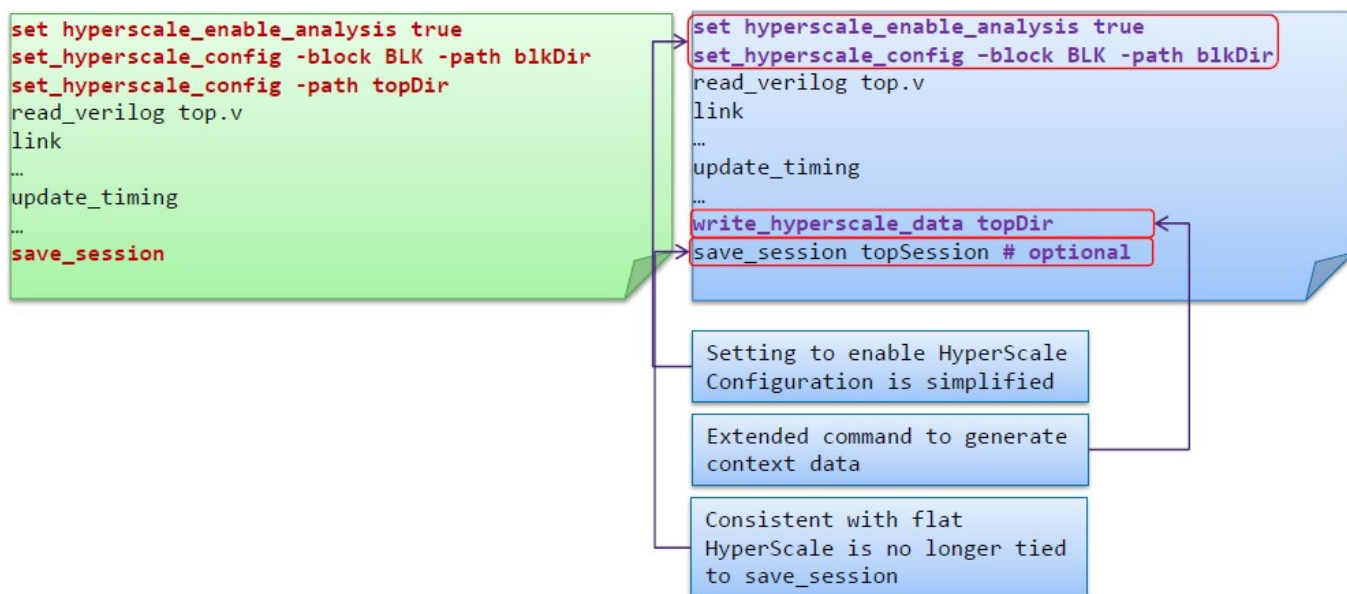 set hyperscale_enable_analysis true
set_hyperscale_config -block BLK -path blkDir
set_hyperscale_config -path topDir
read_verilog top.v
link
…
update_timing
…
save_session
set hyperscale_enable_analysis true
set_hyperscale_config –block BLK -path blkDir
read_verilog top.v
link
…
update_timing
…
write_hyperscale_data topDir
save_session topSession # optional
Setting to enable HyperScale
Configuration is simplified
Extended command to generate
context data
Consistent with flat
HyperScale is no longer tied
to save_session